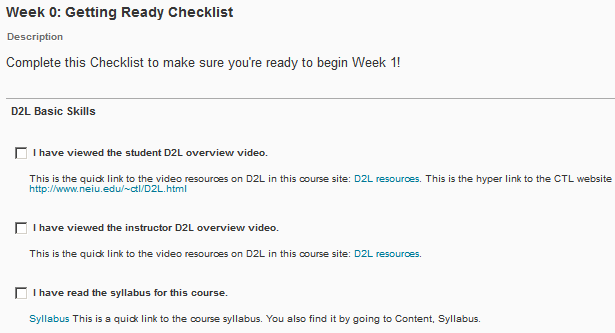 Week 0: Getting Ready Checklist
Description
Complete this Checklist to make sure you're ready to begin Week 1!
D2L Basic Skills
I have viewed the student D2L overview video.
This is the quick link to the video resources on D2L in this course site: D2L resources. This is the hyper link to the CTL website
http://www.neiu.edu/~ctl/D2L.html
I have viewed the instructor D2L overview video.
This is the quick link to the video resources on D2L in this course site: D2L resources.
I have read the syllabus for this course.
Syllabus This is a quick link to the course syllabus. You also find it by going to Content, Syllabus.